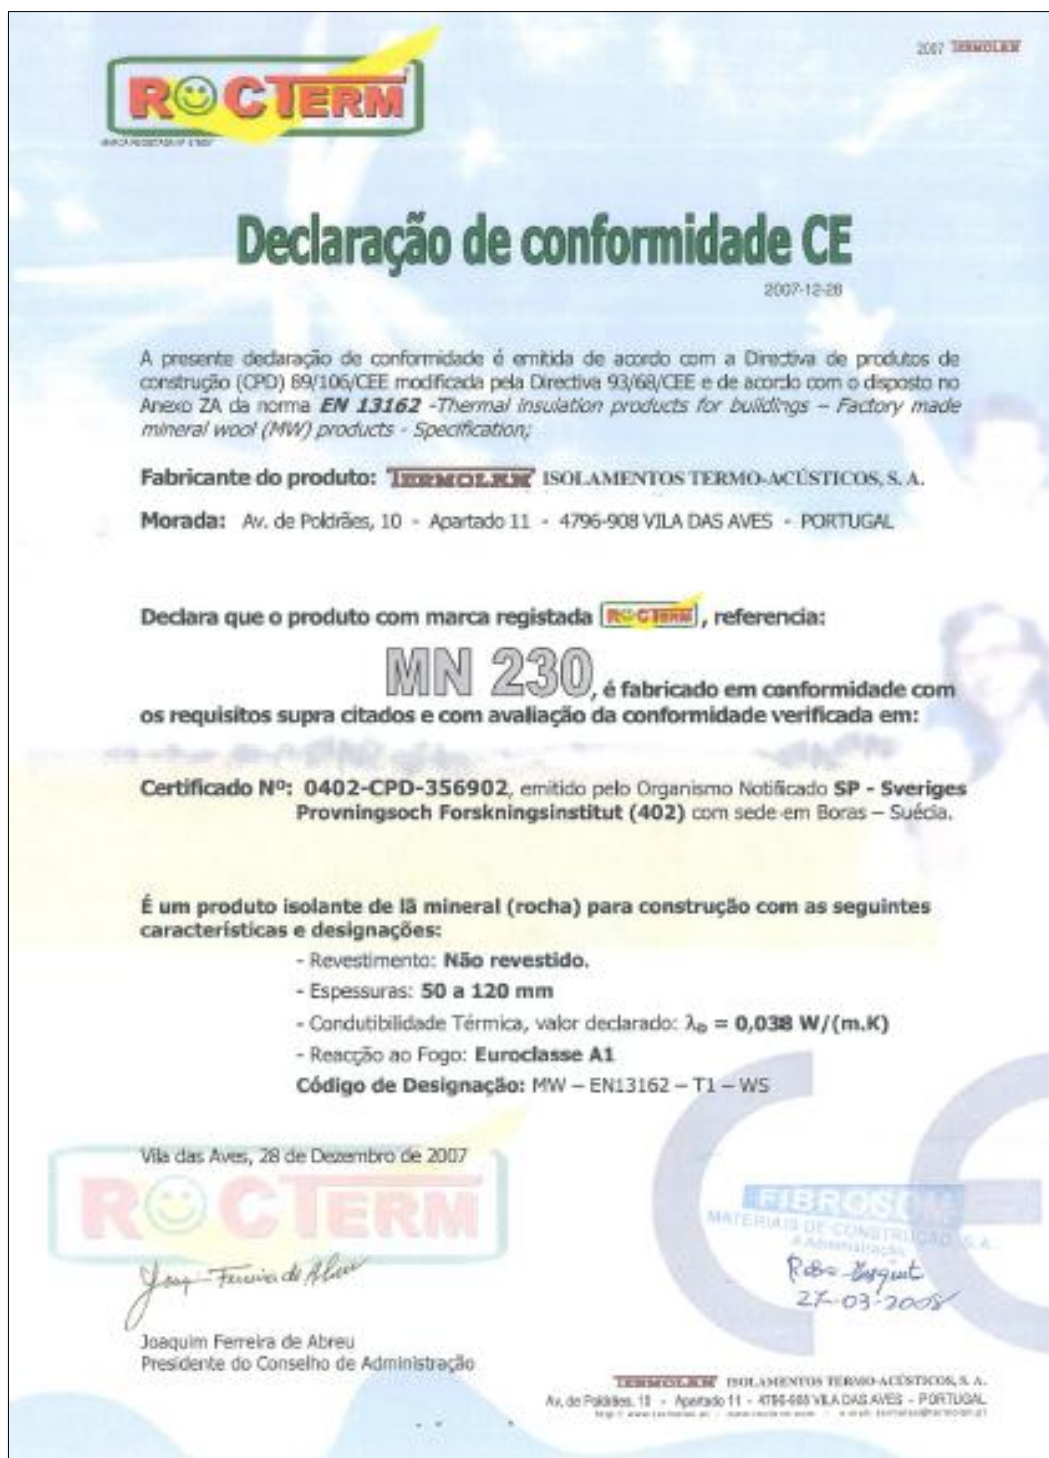 2007 TERMOLAN
ROCTERM
Declaração de conformidade CE
2007-12-28
A presente declaração de conformidade é emitida de acordo com a Directiva de produtos de
construção (CPD) 89/106/CEE modificada pela Directiva 93/68/CEE e de acordo com o disposto no
Anexo ZA da norma EN 13162 -Thermal insulation products for buildings – Factory made
mineral wool (MW) products - Specification;
Fabricante do produto: TERMOLAN ISOLAMENTOS TERMO-ACÚSTICOS, S. A.
Morada: Av. de Poldrães, 10 - Apartado 11 - 4796-908 VILA DAS AVES - PORTUGAL
Declara que o produto com marca registada ROCTERM, referencia:
MN 230, é fabricado em conformidade com
os requisitos supra citados e com avaliação da conformidade verificada em:
Certificado Nº: 0402-CPD-356902, emitido pelo Organismo Notificado SP - Sveriges
Provningsoch Forskningsinstitut (402) com sede em Boras – Suécia.
É um produto isolante de lã mineral (rocha) para construção com as seguintes
características e designações:
- Revestimento: Não revestido.
- Espessuras: 50 a 120 mm
- Condutibilidade Térmica, valor declarado: λD = 0,038 W/(m.K)
- Reacção ao Fogo: Euroclasse A1
Código de Designação: MW – EN13162 – T1 – WS
Vila das Aves, 28 de Dezembro de 2007
ROCTERM
CE
FIBROSOM
MATERIAIS DE CONSTRUÇÃO, S.A.
A Administração
27-03-2008
Joaquim Ferreira de Abreu
Presidente do Conselho de Administração
TERMOLAN ISOLAMENTOS TERMO-ACÚSTICOS, S. A.
Av. de Poldrães, 10 - Apartado 11 - 4796-908 VILA DAS AVES - PORTUGAL